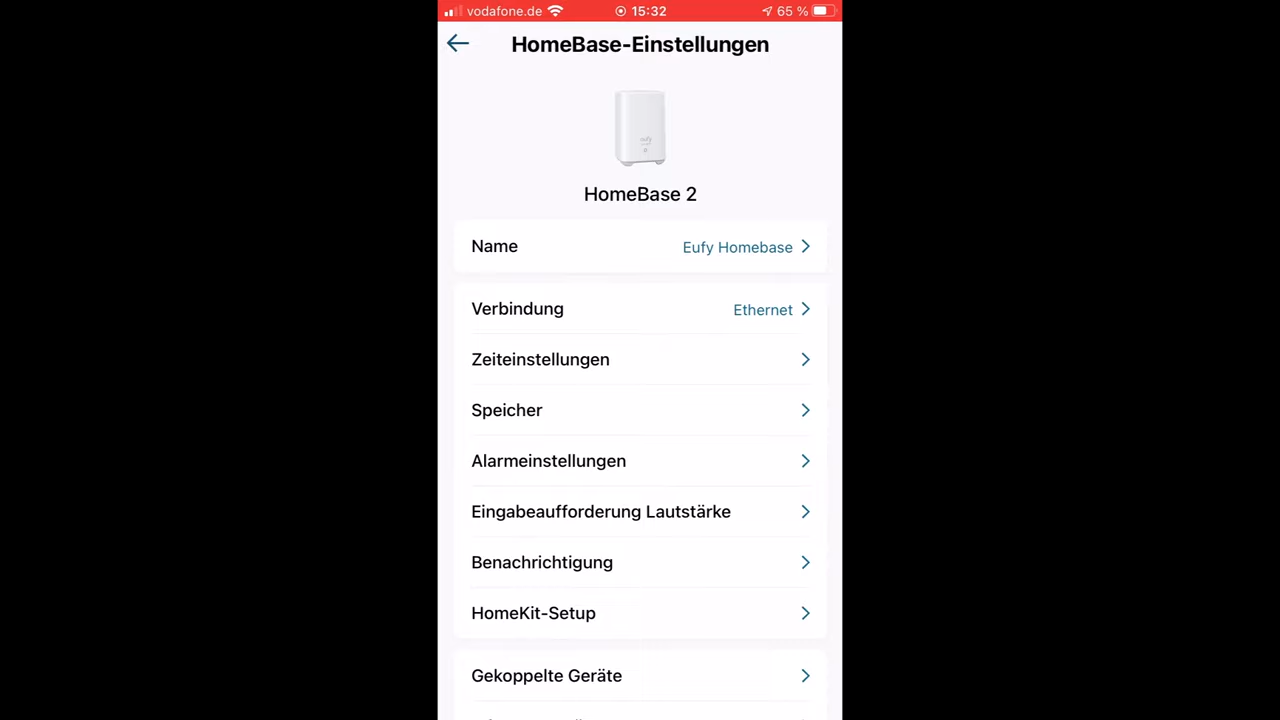 vodafone.de 15:32 65 %
HomeBase-Einstellungen
eufy
HomeBase 2
Name Eufy Homebase
Verbindung Ethernet
Zeiteinstellungen
Speicher
Alarmeinstellungen
Eingabeaufforderung Lautstärke
Benachrichtigung
HomeKit-Setup
Gekoppelte Geräte